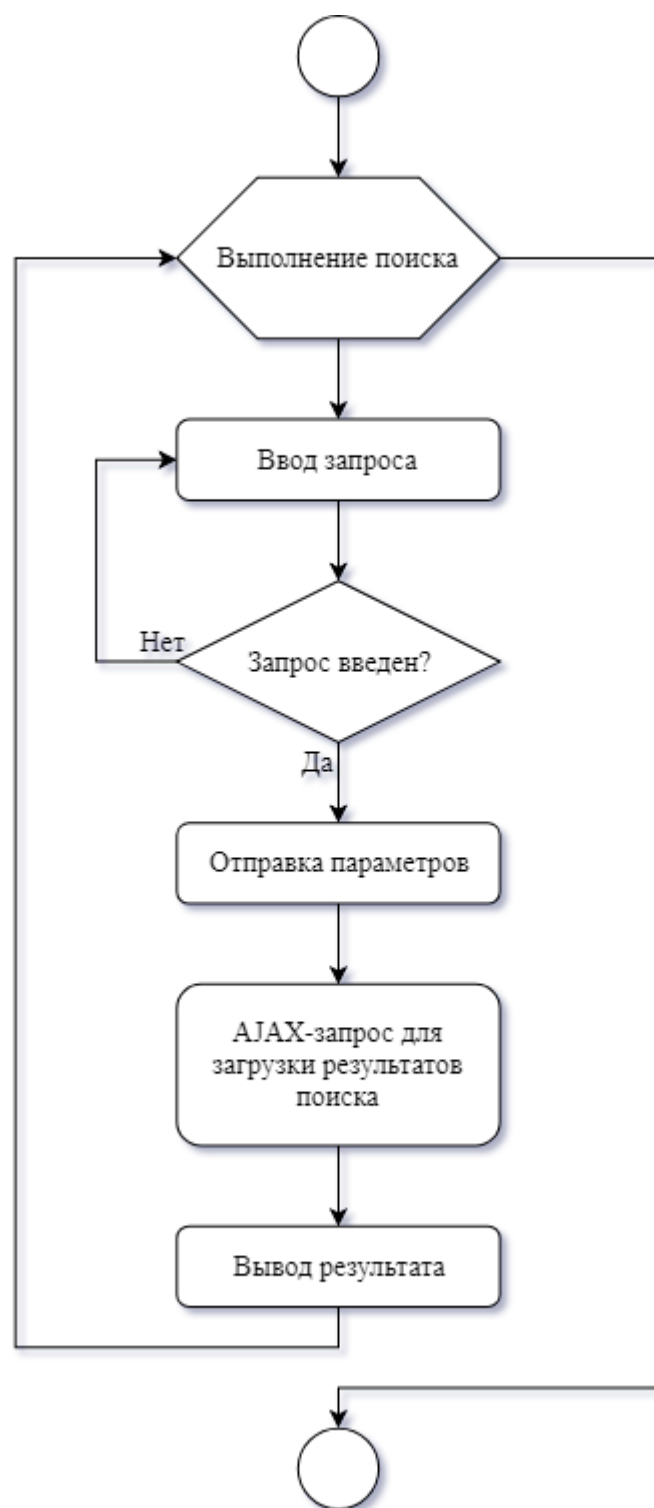 Выполнение поиска
Ввод запроса
Нет
Запрос введен?
Да
Отправка параметров
AJAX-запрос для
загрузки результатов
поиска
Вывод результата